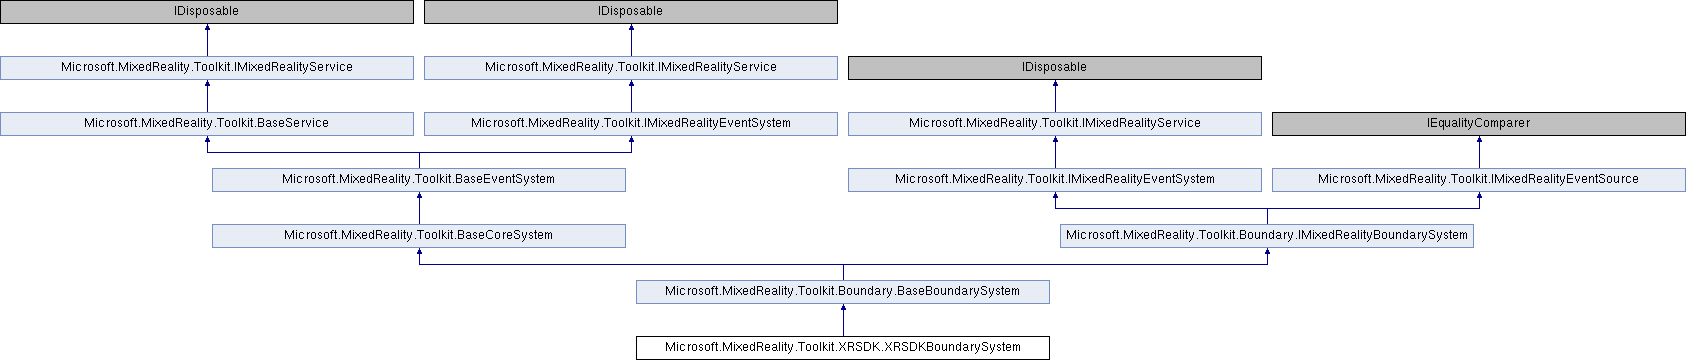 IDisposable
IDisposable
Microsoft.MixedReality.Toolkit.IMixedRealityService
Microsoft.MixedReality.Toolkit.IMixedRealityService
IDisposable
Microsoft.MixedReality.Toolkit.BaseService
Microsoft.MixedReality.Toolkit.IMixedRealityEventSystem
Microsoft.MixedReality.Toolkit.IMixedRealityService
IEqualityComparer
Microsoft.MixedReality.Toolkit.BaseEventSystem
Microsoft.MixedReality.Toolkit.IMixedRealityEventSystem
Microsoft.MixedReality.Toolkit.IMixedRealityEventSource
Microsoft.MixedReality.Toolkit.BaseCoreSystem
Microsoft.MixedReality.Toolkit.Boundary.IMixedRealityBoundarySystem
Microsoft.MixedReality.Toolkit.Boundary.BaseBoundarySystem
Microsoft.MixedReality.Toolkit.XRSDK.XRSDKBoundarySystem